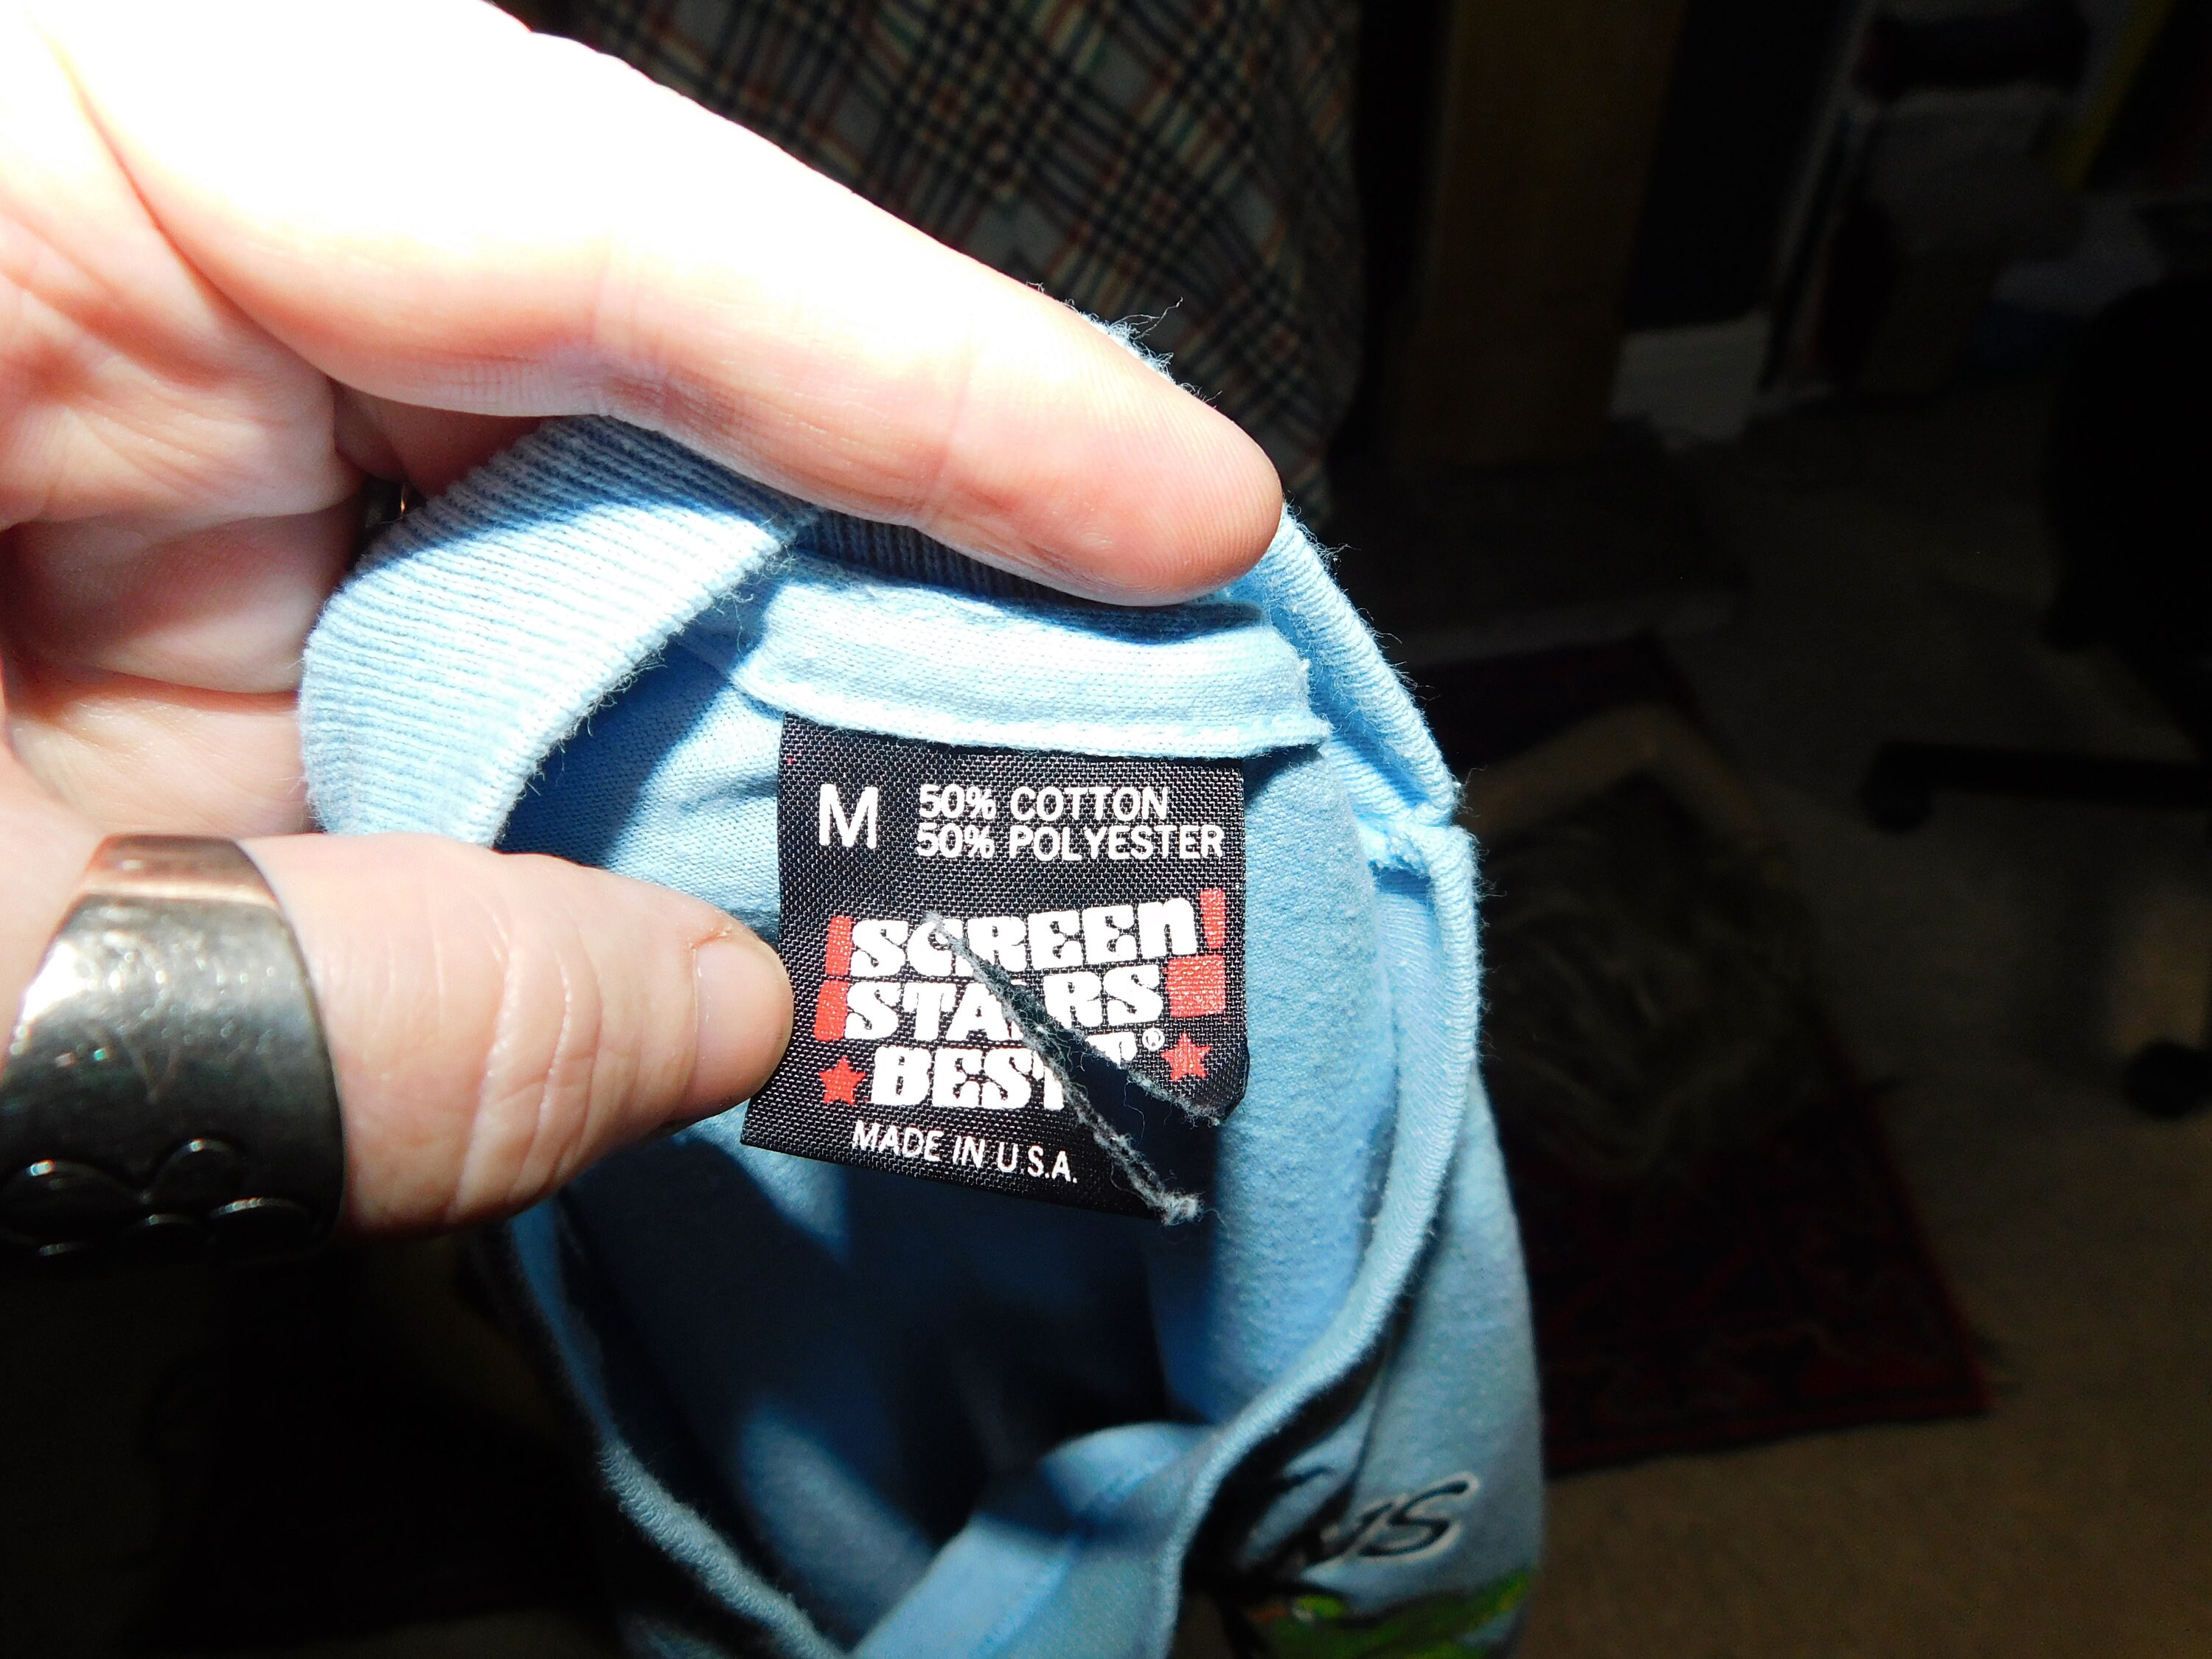 M 50% COTTON
50% POLYESTER
SCREEN
STARS
BEST ®
MADE IN U.S.A.